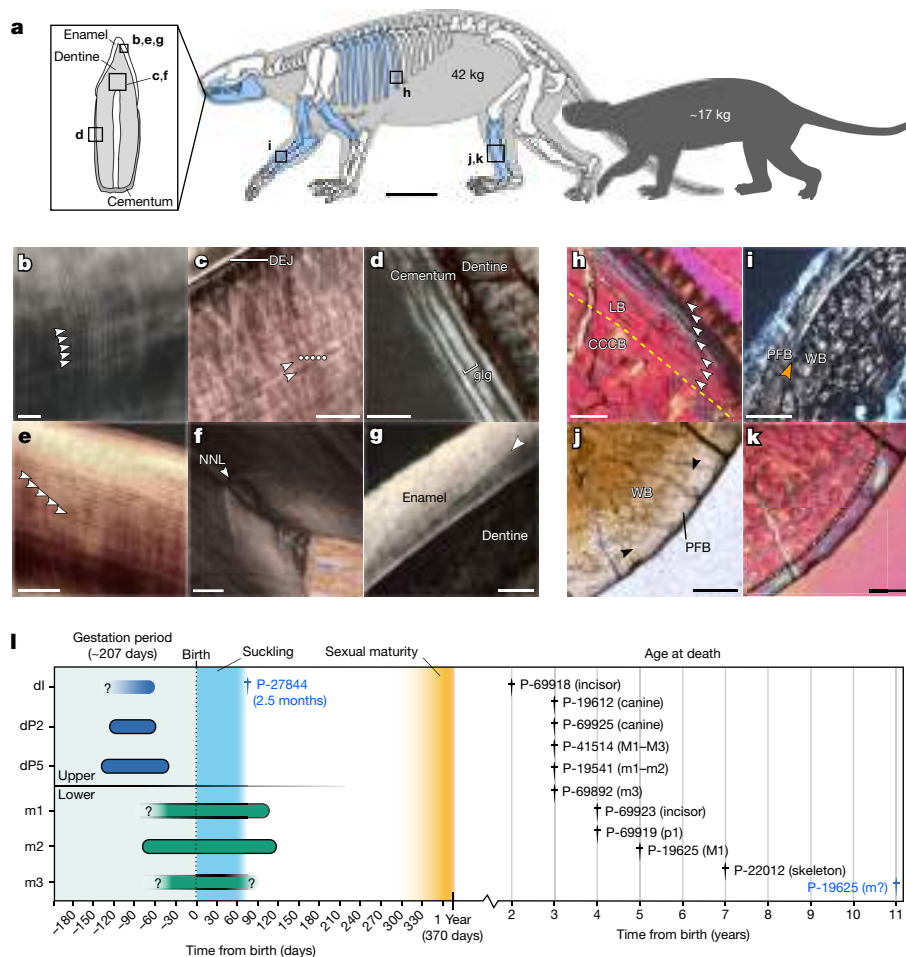 a
Enamel
b,e,g
Dentine
c,f
d
Cementum
42 kg
h
i
j,k
~17 kg
b
c
DEJ
d
Cementum
Dentine
glg
h
LB
CCCB
i
PFB
WB
e
f
NNL
g
Enamel
Dentine
j
WB
PFB
k
l
Gestation period
(~207 days)
Birth
Suckling
Sexual maturity
Age at death
dI
?
P-27844
(2.5 months)
P-69918 (incisor)
P-19612 (canine)
dP2
P-69925 (canine)
P-41514 (M1–M3)
dP5
P-19541 (m1–m2)
Upper
Lower
P-69892 (m3)
m1
?
P-69923 (incisor)
P-69919 (p1)
m2
P-19625 (M1)
P-22012 (skeleton)
m3
?
?
P-19625 (m?)
–180 –150 –120 –90 –60 –30 0 30 60 90 120 150 180 210 240 270 300 330 1 Year
(370 days)
2 3 4 5 6 7 8 9 10 11
Time from birth (days)
Time from birth (years)